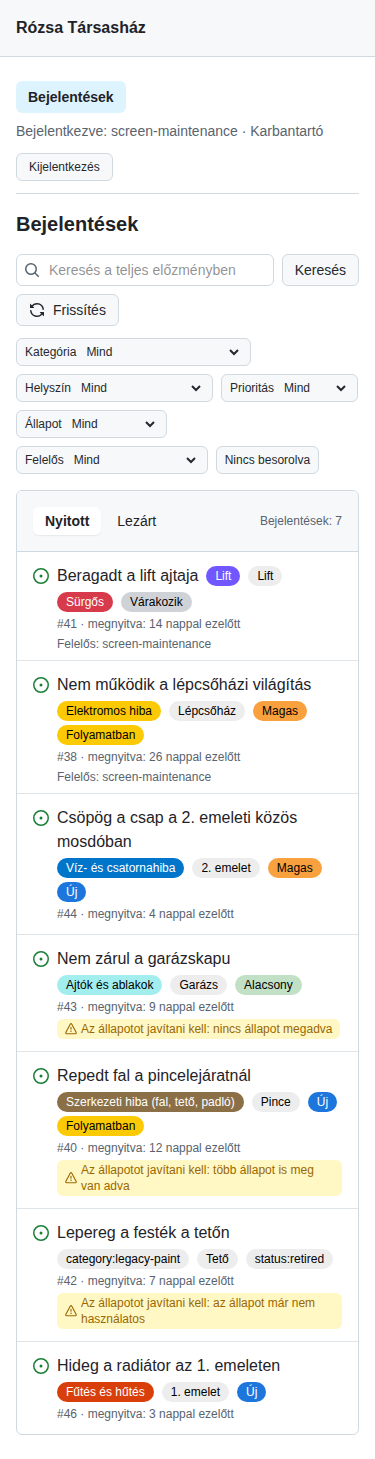 Rózsa Társasház
Bejelentések
Bejelentkezve: screen-maintenance · Karbantartó
Kijelentkezés
Bejelentések
Keresés a teljes előzményben
Keresés
Frissítés
Kategória Mind
Helyszín Mind
Prioritás Mind
Állapot Mind
Felelős Mind
Nincs besorolva
Nyitott
Lezárt
Bejelentések: 7
Beragadt a lift ajtaja Lift Lift
Sürgős Várakozik
#41 · megnyitva: 14 nappal ezelőtt
Felelős: screen-maintenance
Nem működik a lépcsőházi világítás
Elektromos hiba Lépcsőház Magas
Folyamatban
#38 · megnyitva: 26 nappal ezelőtt
Felelős: screen-maintenance
Csöpög a csap a 2. emeleti közös
mosdóban
Víz- és csatornahiba 2. emelet Magas
Új
#44 · megnyitva: 4 nappal ezelőtt
Nem zárul a garázskapu
Ajtók és ablakok Garázs Alacsony
#43 · megnyitva: 9 nappal ezelőtt
Az állapotot javítani kell: nincs állapot megadva
Repedt fal a pincelejáratnál
Szerkezeti hiba (fal, tető, padló) Pince Új
Folyamatban
#40 · megnyitva: 12 nappal ezelőtt
Az állapotot javítani kell: több állapot is meg
van adva
Lepereg a festék a tetőn
category:legacy-paint Tető status:retired
#42 · megnyitva: 7 nappal ezelőtt
Az állapotot javítani kell: az állapot már nem
használatos
Hideg a radiátor az 1. emeleten
Fűtés és hűtés 1. emelet Új
#46 · megnyitva: 3 nappal ezelőtt